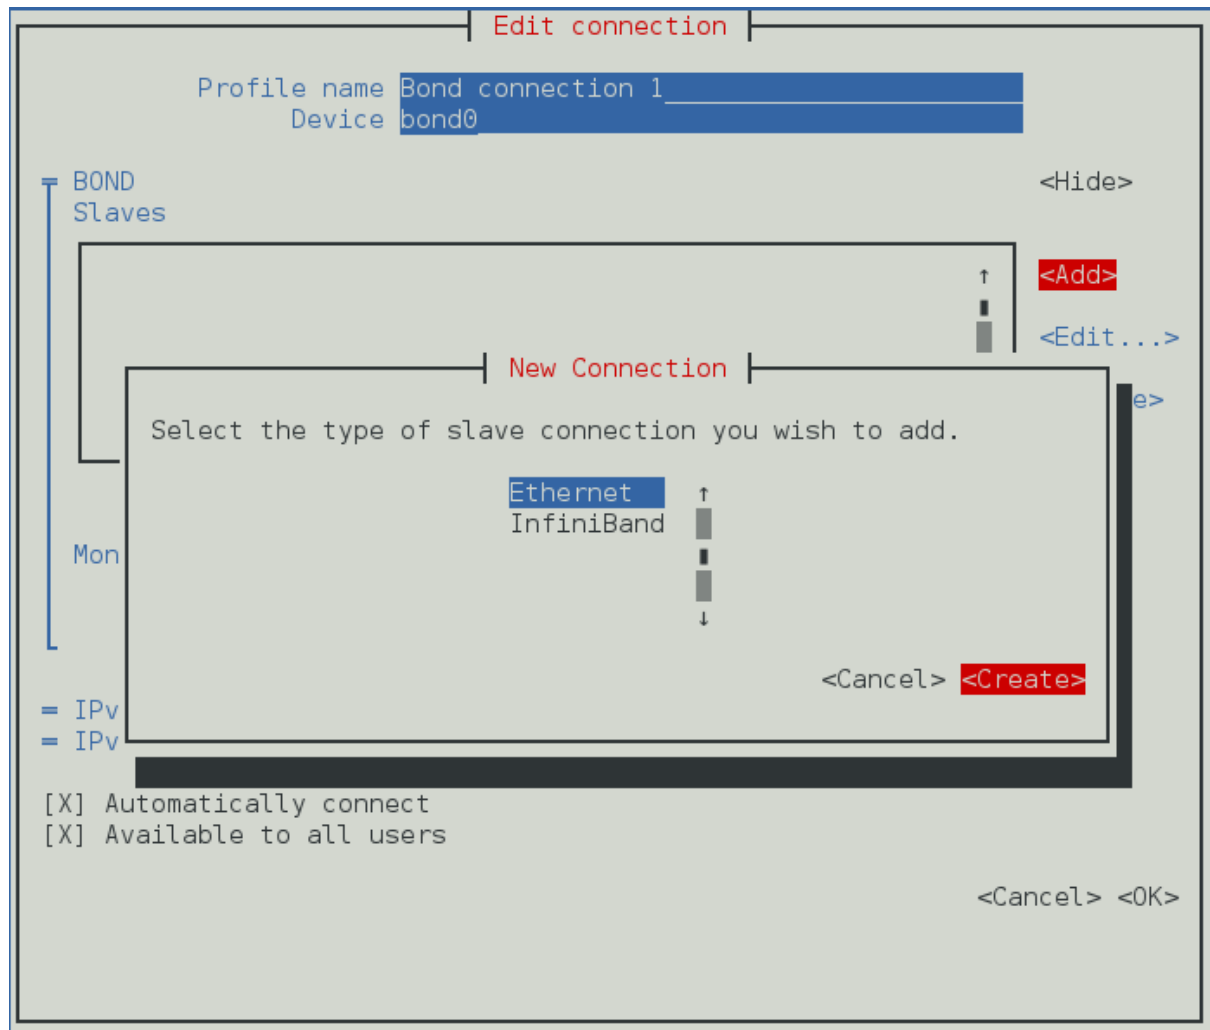 Edit connection
Profile name Bond connection 1
Device bond0
BOND <Hide>
Slaves
<Add>
<Edit...>
New Connection
e>
Select the type of slave connection you wish to add.
Ethernet
InfiniBand
Mon
<Cancel> <Create>
= IPv
= IPv
[X] Automatically connect
[X] Available to all users
<Cancel> <OK>